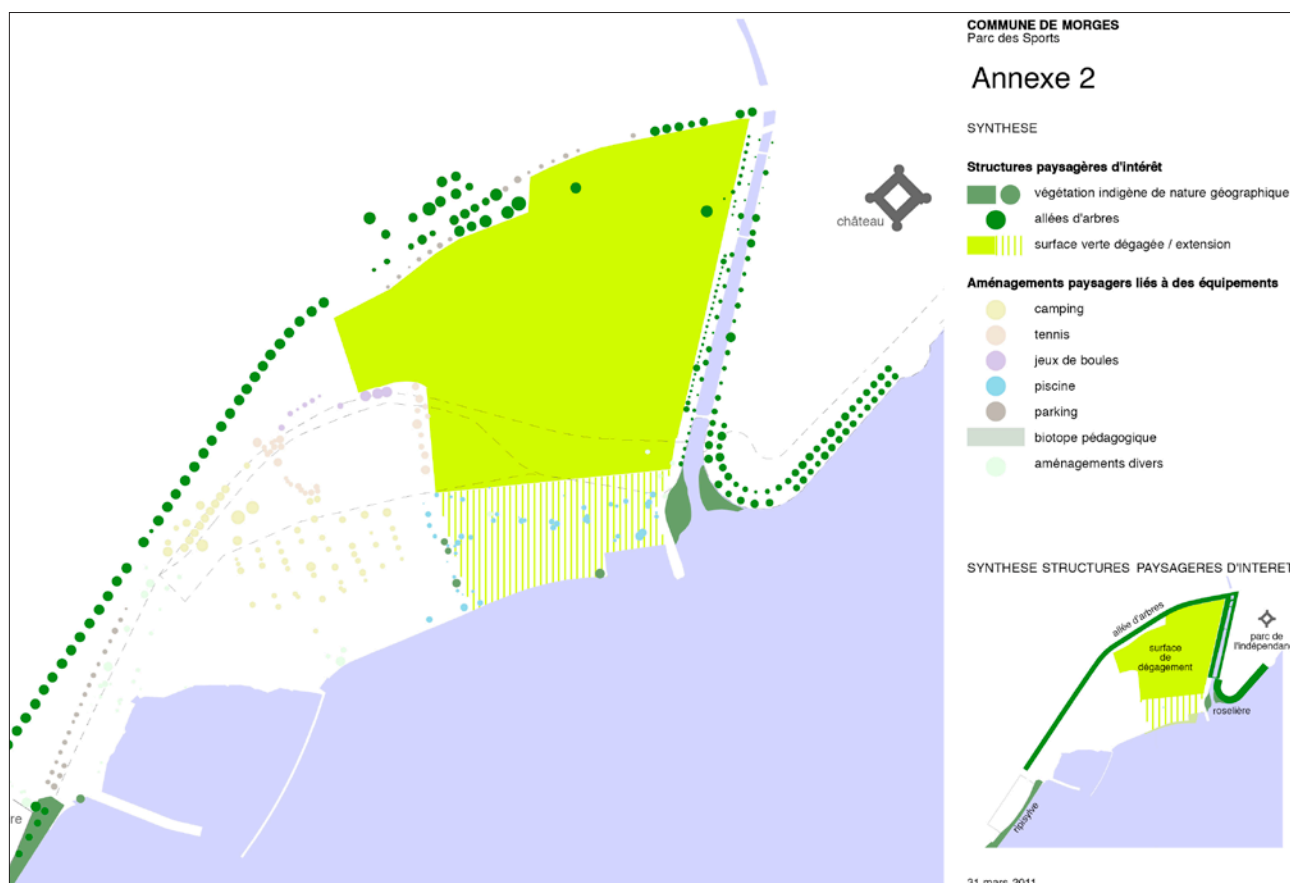 COMMUNE DE MORGES
Parc des Sports
Annexe 2
SYNTHESE
Structures paysagères d'intérêt
végétation indigène de nature géographique
allées d'arbres
surface verte dégagée / extension
Aménagements paysagers liés à des équipements
camping
tennis
jeux de boules
piscine
parking
biotope pédagogique
aménagements divers
château
re
SYNTHESE STRUCTURES PAYSAGERES D'INTERET
allée d'arbres
surface
de
dégagement
parc de
l'indépendan
roselière
ripisylve
31 mars 2011